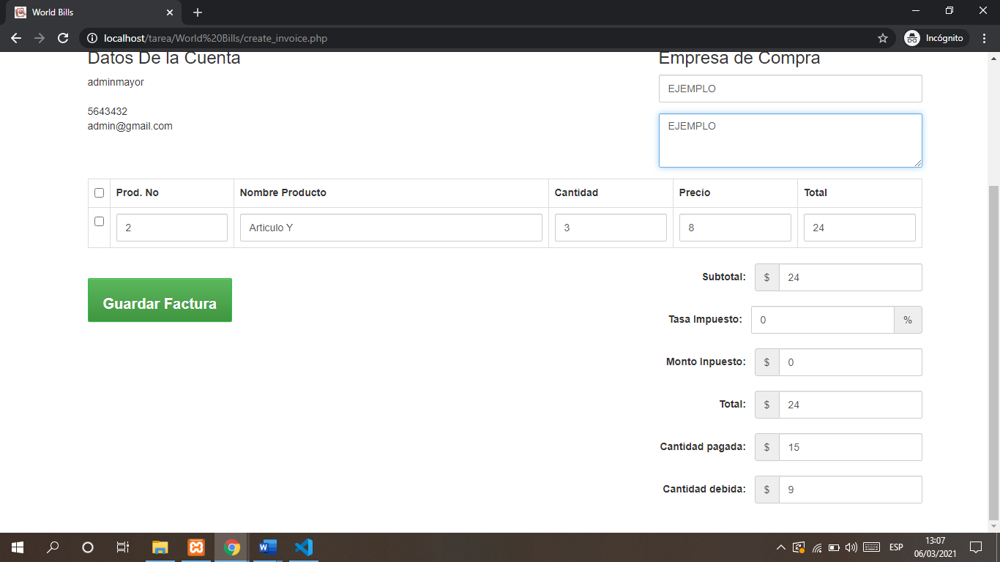 World Bills
localhost/tarea/World%20Bills/create_invoice.php
Incógnito
Datos De la Cuenta
Empresa de Compra
adminmayor
EJEMPLO
5643432
admin@gmail.com
EJEMPLO
Prod. No Nombre Producto Cantidad Precio Total
2 Articulo Y 3 8 24
Guardar Factura
Subtotal: $ 24
Tasa Impuesto: 0 %
Monto Inpuesto: $ 0
Total: $ 24
Cantidad pagada: $ 15
Cantidad debida: $ 9
ESP
13:07
06/03/2021